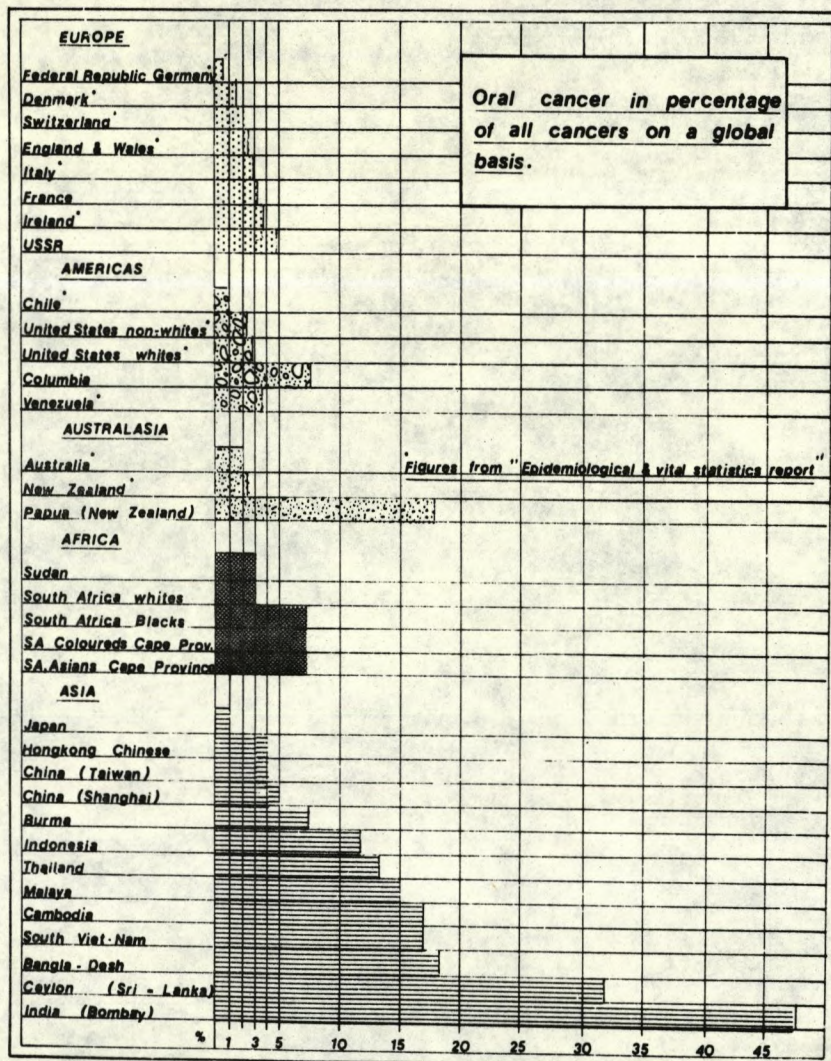 EUROPE
Federal Republic Germany
Denmark*
Switzerland*
England & Wales*
Italy*
France
Ireland*
USSR
AMERICAS
Chile*
United States non-whites*
United States whites*
Columbia
Venezuela*
AUSTRALASIA
Australia*
New Zealand*
Papua (New Zealand)
AFRICA
Sudan
South Africa whites
South Africa Blacks
SA Coloureds Cape Prov.
SA.Asians Cape Province
ASIA
Japan
Hongkong Chinese
China (Taiwan)
China (Shanghai)
Burma
Indonesia
Thailand
Malaya
Cambodia
South Viet-Nam
Bangla-Desh
Ceylon (Sri-Lanka)
India (Bombay)
% 1 3 5 10 15 20 25 30 35 40 45
Oral cancer in percentage
of all cancers on a global
basis.
*Figures from "Epidemiological & vital statistics report"